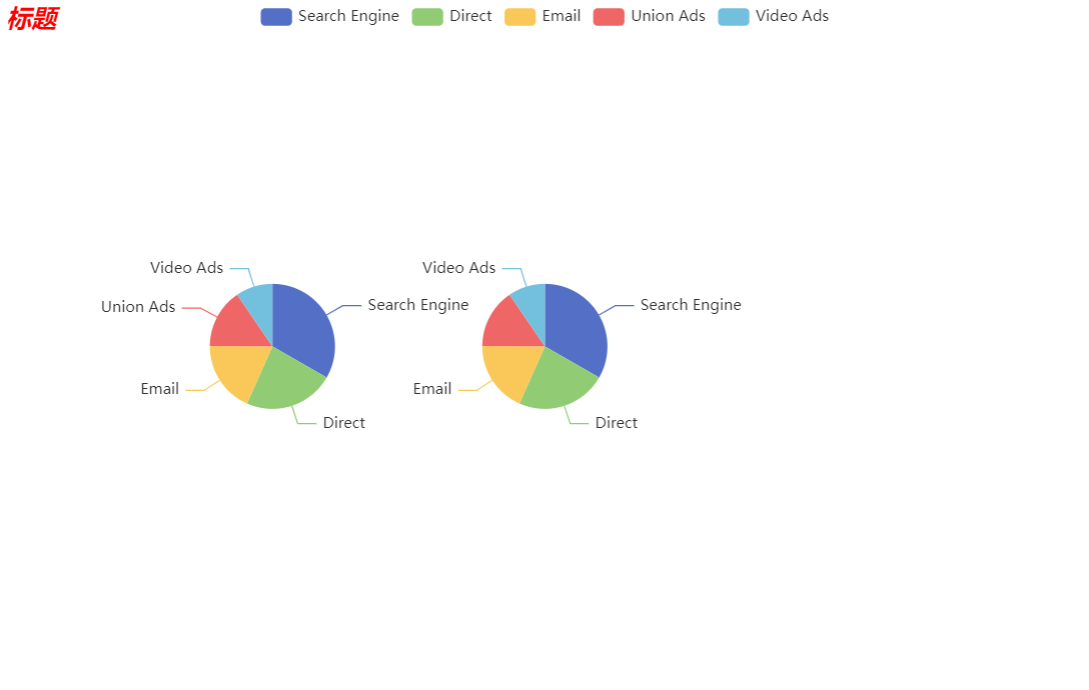 标题
Search Engine Direct Email Union Ads Video Ads
Video Ads
Union Ads
Search Engine
Email
Direct
Video Ads
Search Engine
Email
Direct